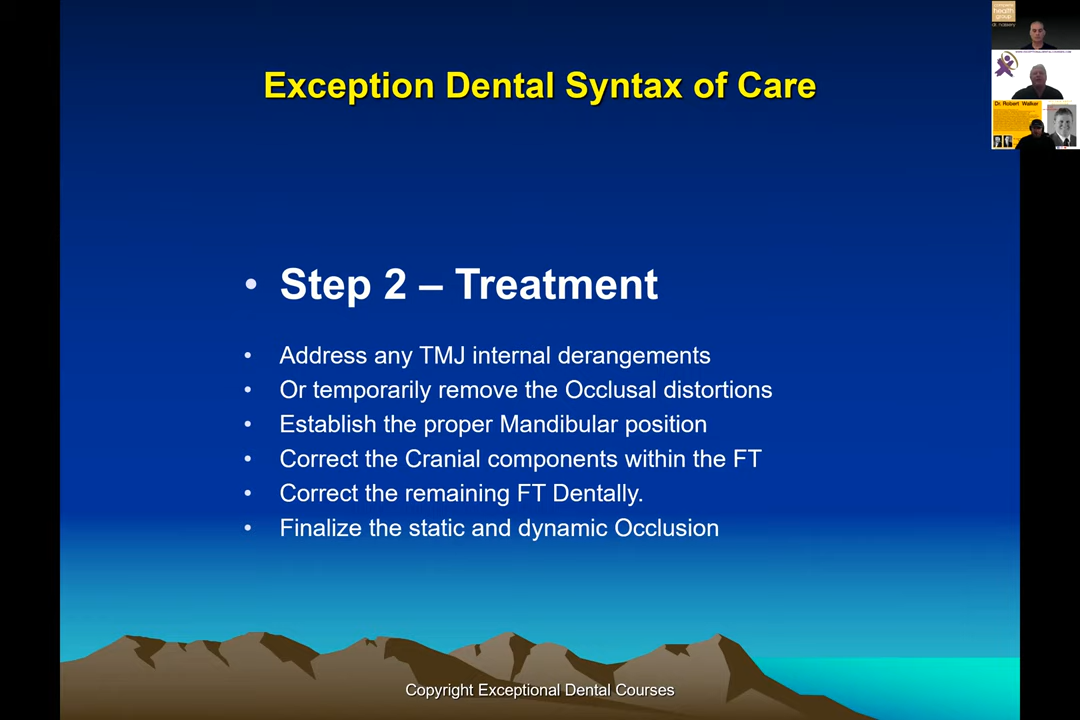 Exception Dental Syntax of Care
• Step 2 – Treatment
• Address any TMJ internal derangements
• Or temporarily remove the Occlusal distortions
• Establish the proper Mandibular position
• Correct the Cranial components within the FT
• Correct the remaining FT Dentally.
• Finalize the static and dynamic Occlusion
Copyright Exceptional Dental Courses
health
group
Dr. Robert Walker